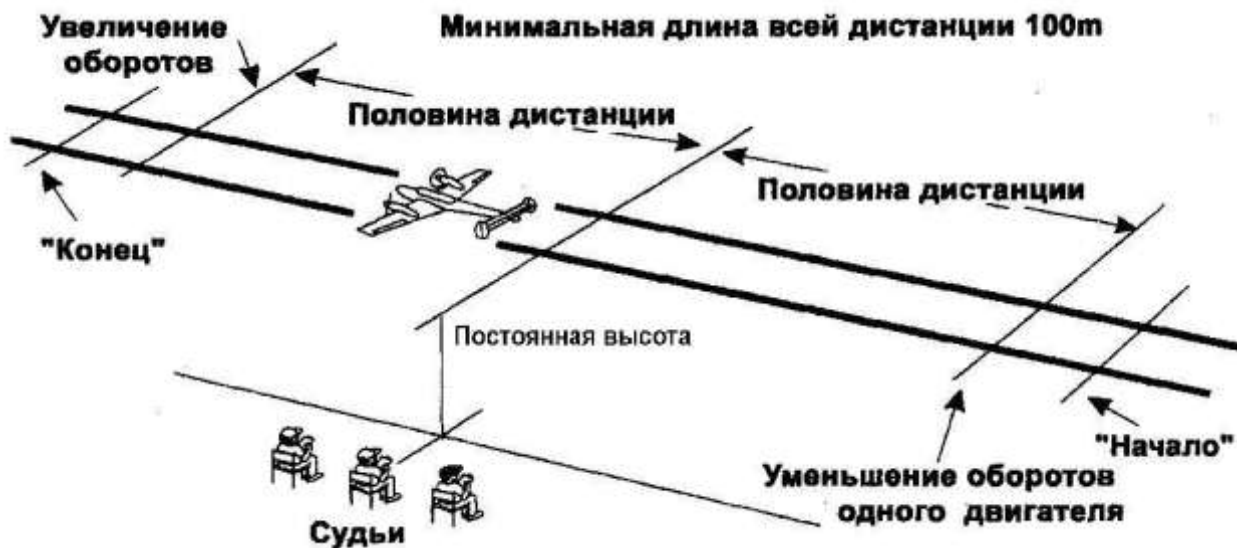 Увеличение
оборотов
Минимальная длина всей дистанции 100m
Половина дистанции
Половина дистанции
"Конец"
Постоянная высота
"Начало"
Уменьшение оборотов
одного двигателя
Судьи